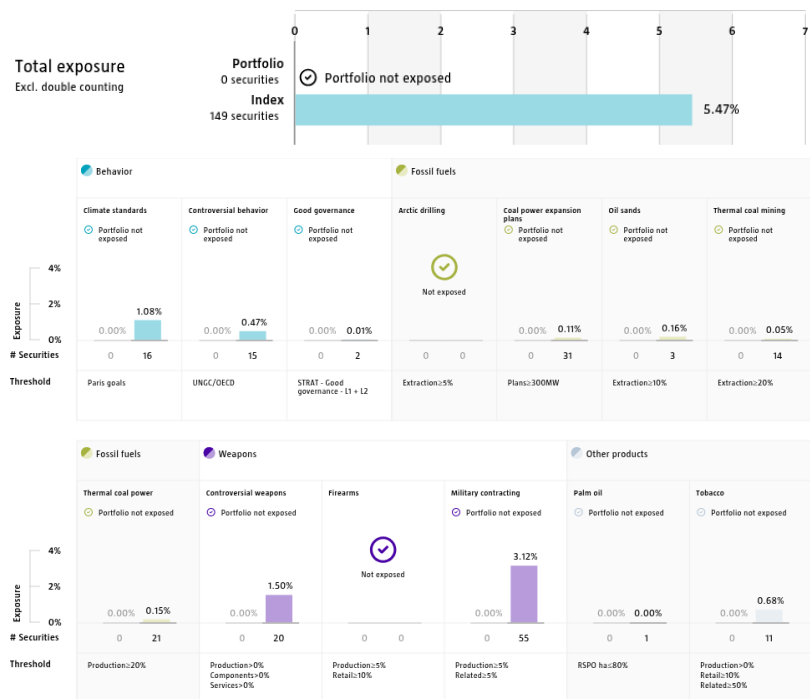 0 1 2 3 4 5 6 7
Total exposure
Excl. double counting
Portfolio
0 securities
Portfolio not exposed
Index
149 securities
5.47%
Behavior
Fossil fuels
Climate standards
Portfolio not
exposed
Controversial behavior
Portfolio not
exposed
Good governance
Portfolio not
exposed
Arctic drilling
Not exposed
Coal power expansion
plans
Portfolio not
exposed
Oil sands
Portfolio not
exposed
Thermal coal mining
Portfolio not
exposed
Exposure
4%
2%
0%
0.00% 1.08%
0.00% 0.47%
0.00% 0.01%
0.00% 0.11%
0.00% 0.16%
0.00% 0.05%
# Securities 0 16 0 15 0 2 0 0 0 31 0 3 0 14
Threshold
Paris goals
UNGC/OECD
STRAT - Good
governance - L1 + L2
Extraction≥5%
Plans≥300MW
Extraction≥10%
Extraction≥20%
Fossil fuels
Weapons
Other products
Thermal coal power
Portfolio not exposed
Controversial weapons
Portfolio not exposed
Firearms
Not exposed
Military contracting
Portfolio not exposed
Palm oil
Portfolio not exposed
Tobacco
Portfolio not exposed
Exposure
4%
2%
0%
0.00% 0.15%
0.00% 1.50%
0.00% 3.12%
0.00% 0.00%
0.00% 0.68%
# Securities 0 21 0 20 0 0 0 55 0 1 0 11
Threshold
Production≥20%
Production>0%
Components>0%
Services>0%
Production≥5%
Retail≥10%
Production≥5%
Related≥5%
RSPO ha≤80%
Production>0%
Retail≥10%
Related≥50%